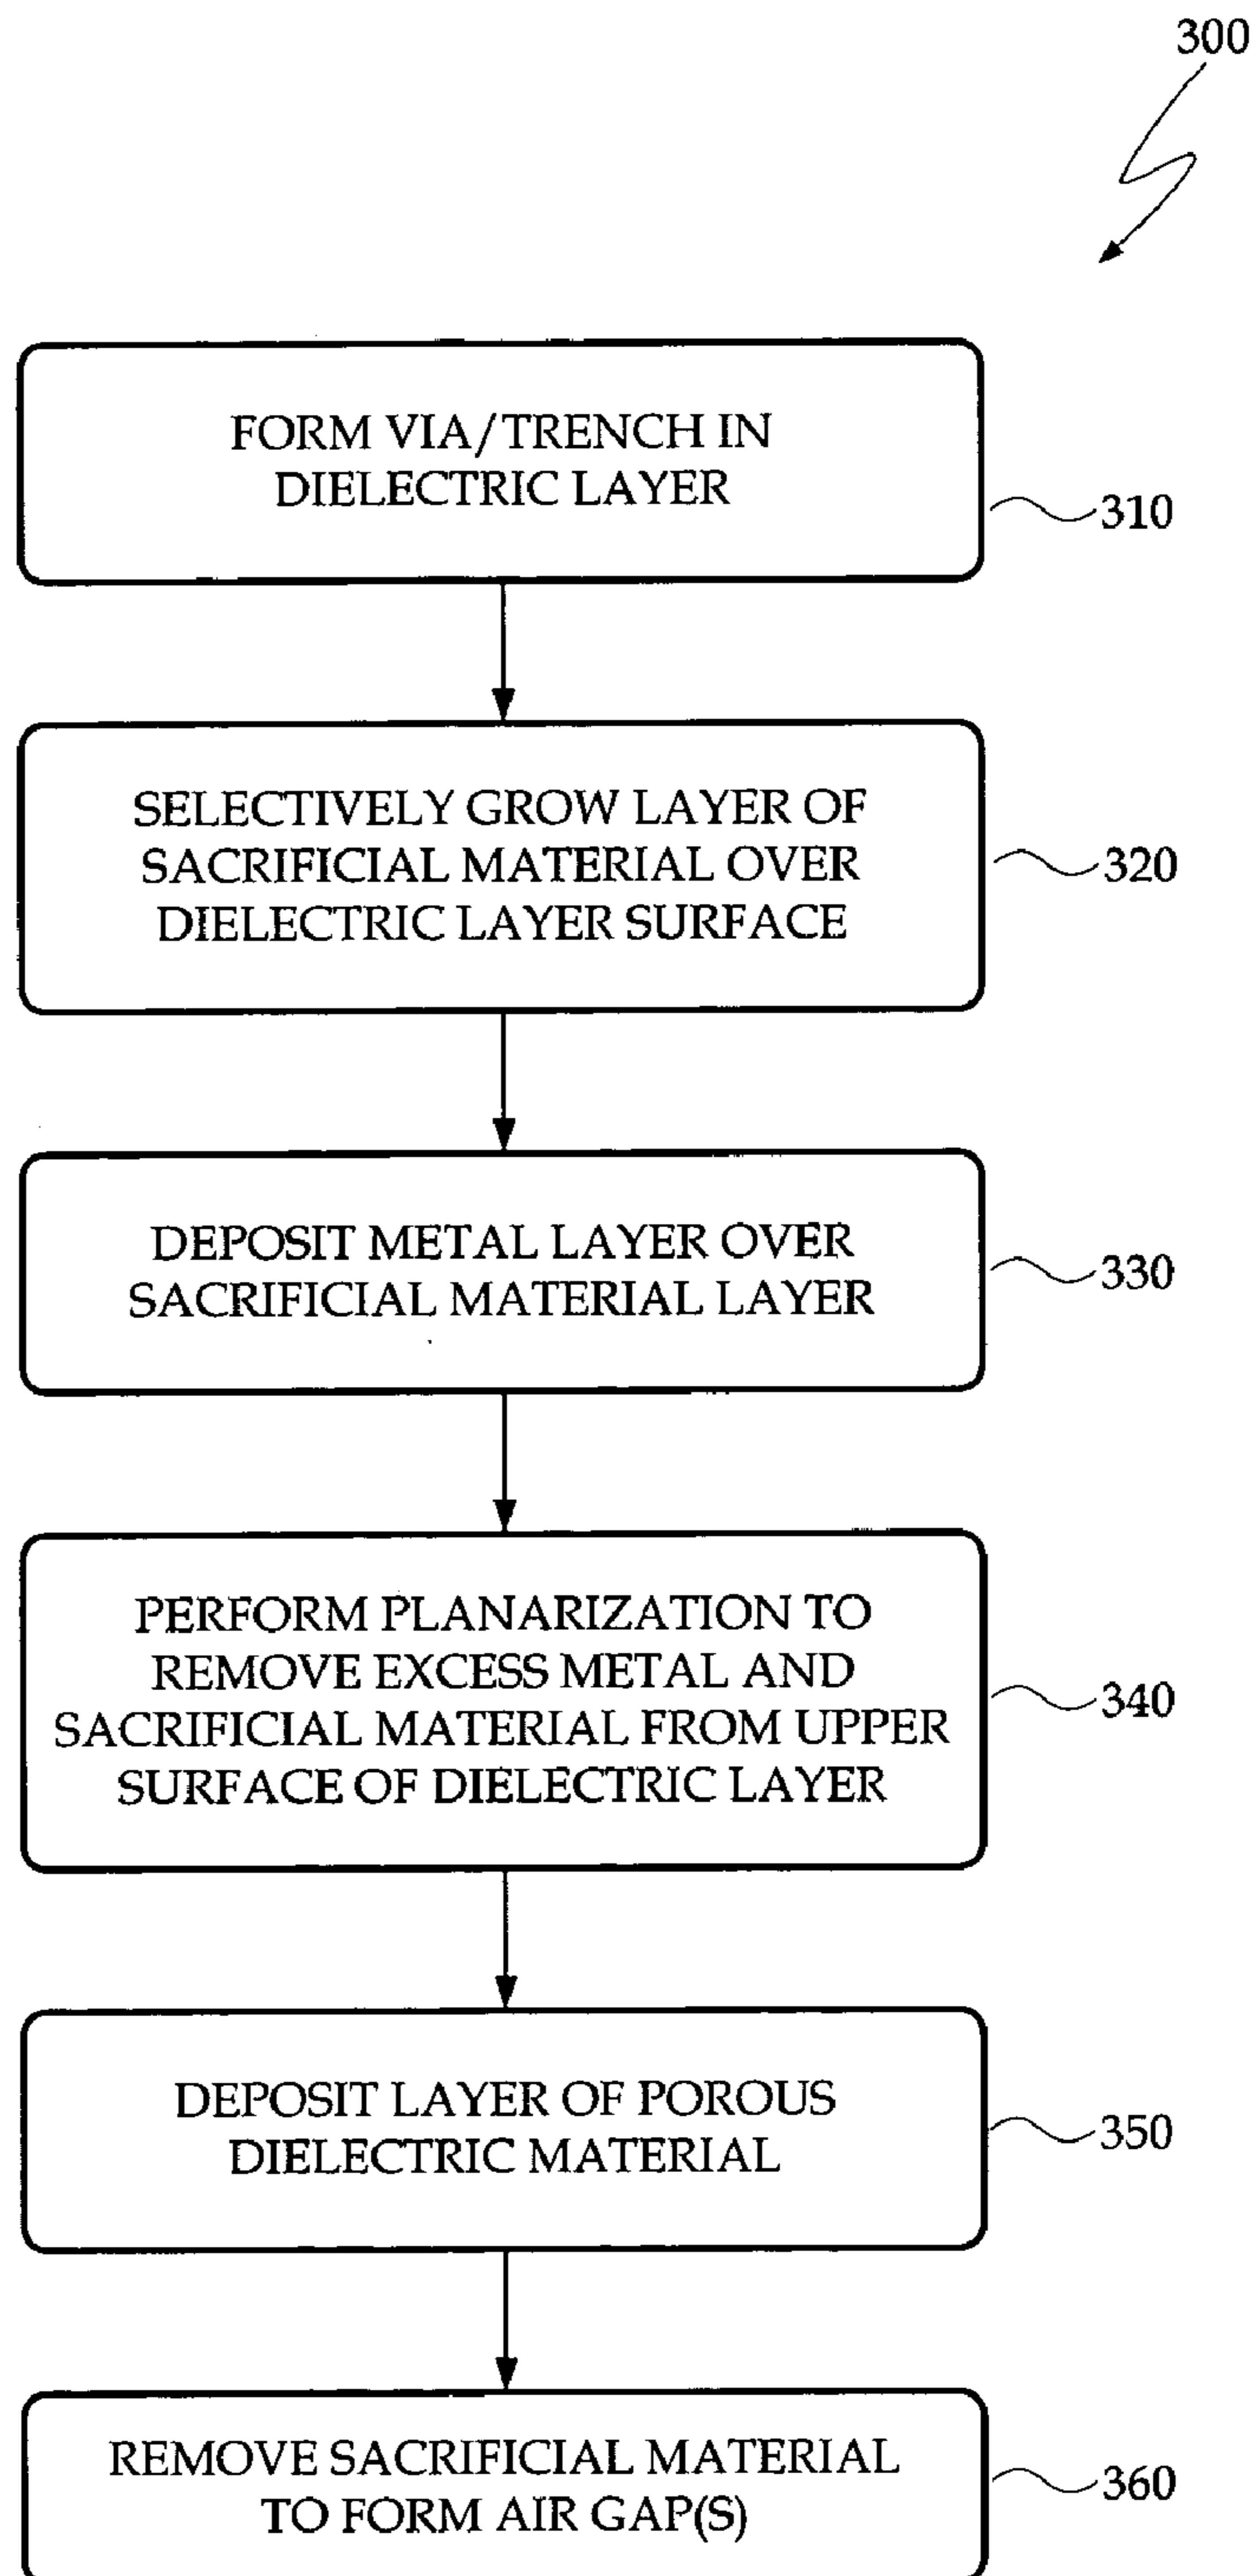 300
FORM VIA/TRENCH IN
DIELECTRIC LAYER
310
SELECTIVELY GROW LAYER OF
SACRIFICIAL MATERIAL OVER
DIELECTRIC LAYER SURFACE
320
DEPOSIT METAL LAYER OVER
SACRIFICIAL MATERIAL LAYER
330
PERFORM PLANARIZATION TO
REMOVE EXCESS METAL AND
SACRIFICIAL MATERIAL FROM UPPER
SURFACE OF DIELECTRIC LAYER
340
DEPOSIT LAYER OF POROUS
DIELECTRIC MATERIAL
350
REMOVE SACRIFICIAL MATERIAL
TO FORM AIR GAP(S)
360